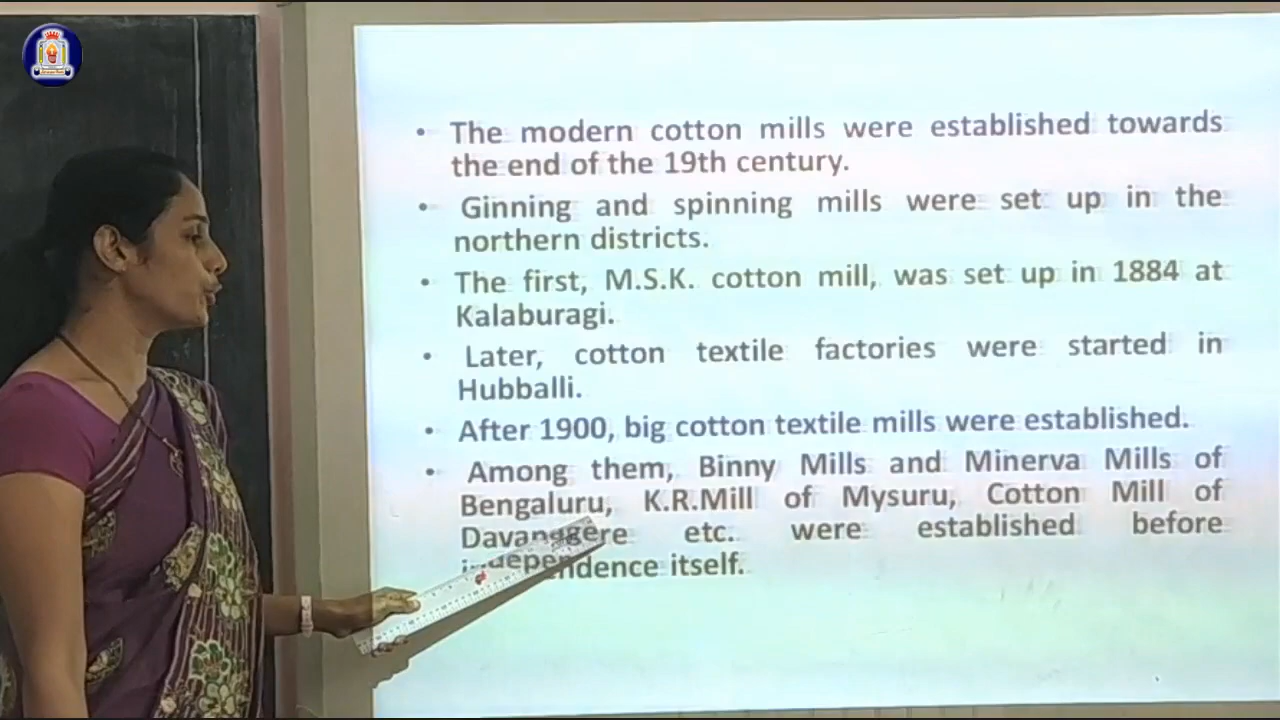 • The modern cotton mills were established towards
the end of the 19th century.
• Ginning and spinning mills were set up in the
northern districts.
• The first, M.S.K. cotton mill, was set up in 1884 at
Kalaburagi.
• Later, cotton textile factories were started in
Hubballi.
• After 1900, big cotton textile mills were established.
• Among them, Binny Mills and Minerva Mills of
Bengaluru, K.R.Mill of Mysuru, Cotton Mill of
Davanagere etc. were established before
independence itself.